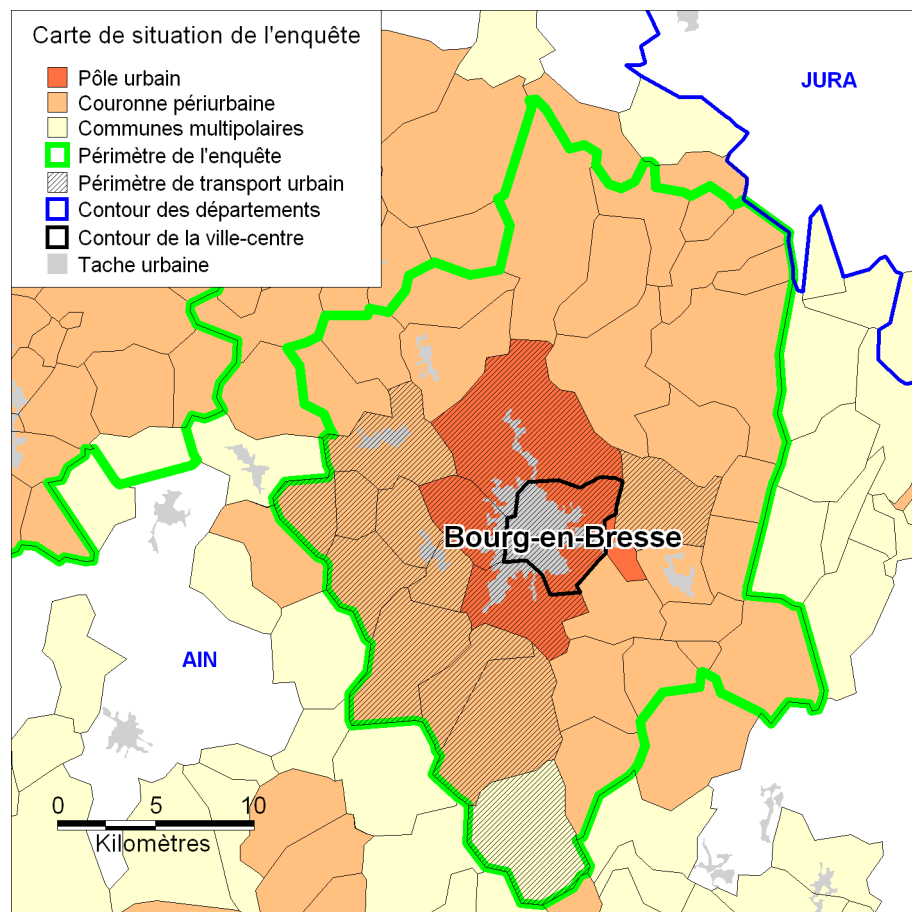 Carte de situation de l'enquête
Pôle urbain
Couronne périurbaine
Communes multipolaires
Périmètre de l'enquête
Périmètre de transport urbain
Contour des départements
Contour de la ville-centre
Tache urbaine
JURA
Bourg-en-Bresse
AIN
0 5 10
Kilomètres